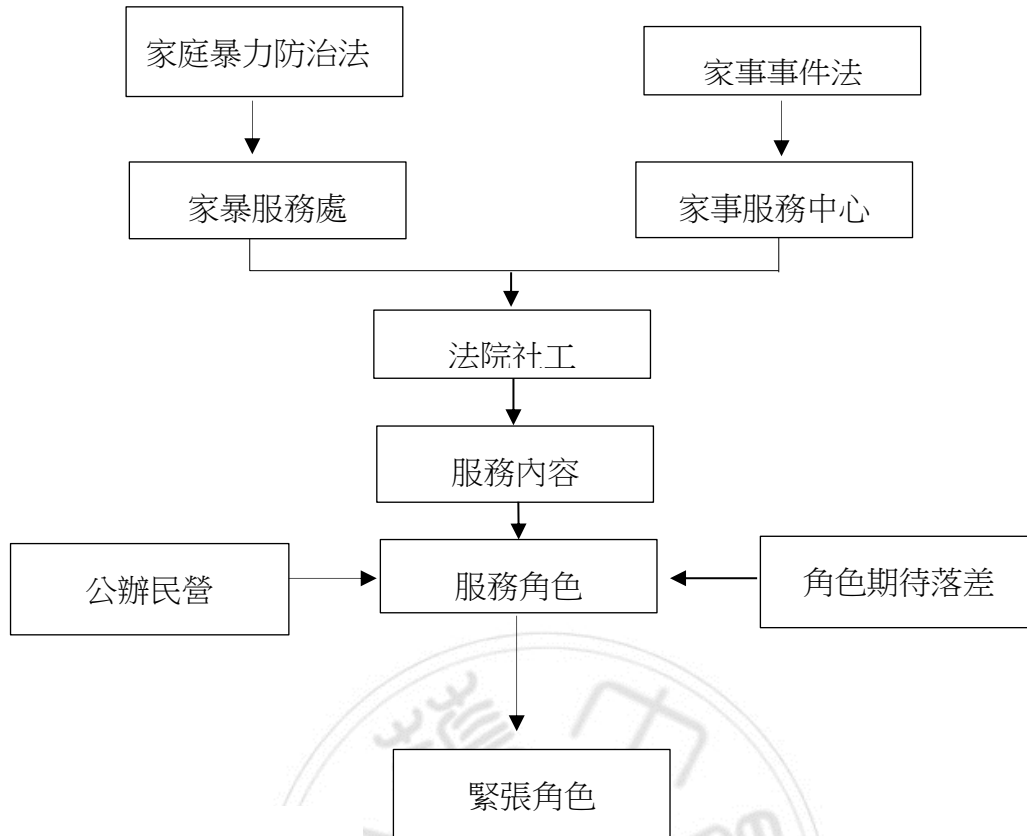 家庭暴力防治法
家事事件法
家暴服務處
家事服務中心
法院社工
服務內容
公辦民營
服務角色
角色期待落差
緊張角色